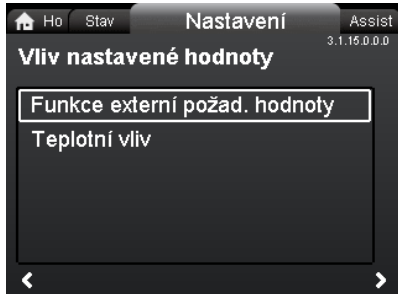 Ho Stav Nastavení Assist
3.1.15.0.0.0
Vliv nastavené hodnoty
Funkce externí požad. hodnoty
Teplotní vliv